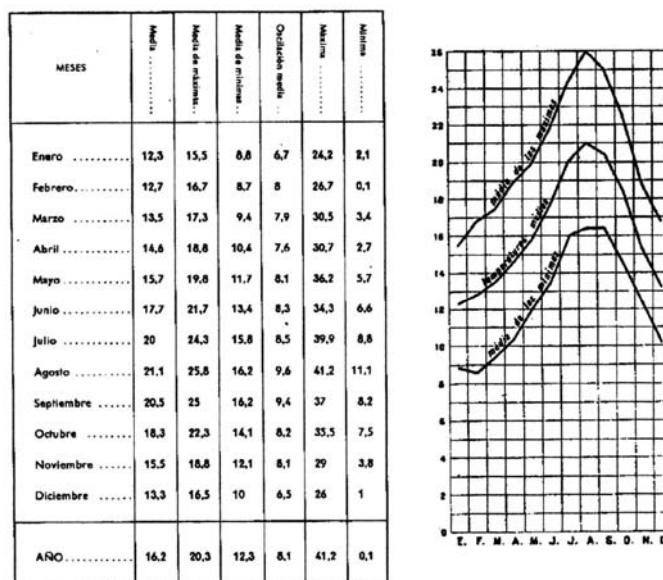 MESES Media Media de máximas Media de mínimas Oscilación media Máxima Mínima
Enero 12,3 15,5 8,8 6,7 24,2 2,1
Febrero 12,7 16,7 8,7 8 26,7 0,1
Marzo 13,5 17,3 9,4 7,9 30,5 3,4
Abril 14,6 18,8 10,4 7,6 30,7 2,7
Mayo 15,7 19,8 11,7 8,1 36,2 5,7
Junio 17,7 21,7 13,4 8,3 34,3 6,6
Julio 20 24,3 15,8 8,5 39,9 8,8
Agosto 21,1 25,8 16,2 9,6 41,2 11,1
Septiembre 20,5 25 16,2 9,4 37 8,2
Octubre 18,3 22,3 14,1 8,2 35,5 7,5
Noviembre 15,5 18,8 12,1 8,1 29 3,8
Diciembre 13,3 16,5 10 6,5 26 1
AÑO 16,2 20,3 12,3 8,1 41,2 0,1
26
24
22
20
18
16
14
12
10
8
6
4
2
0
media de las máximas
temperaturas medias
media de las mínimas
E. F. M. A. M. J. J. A. S. O. N.